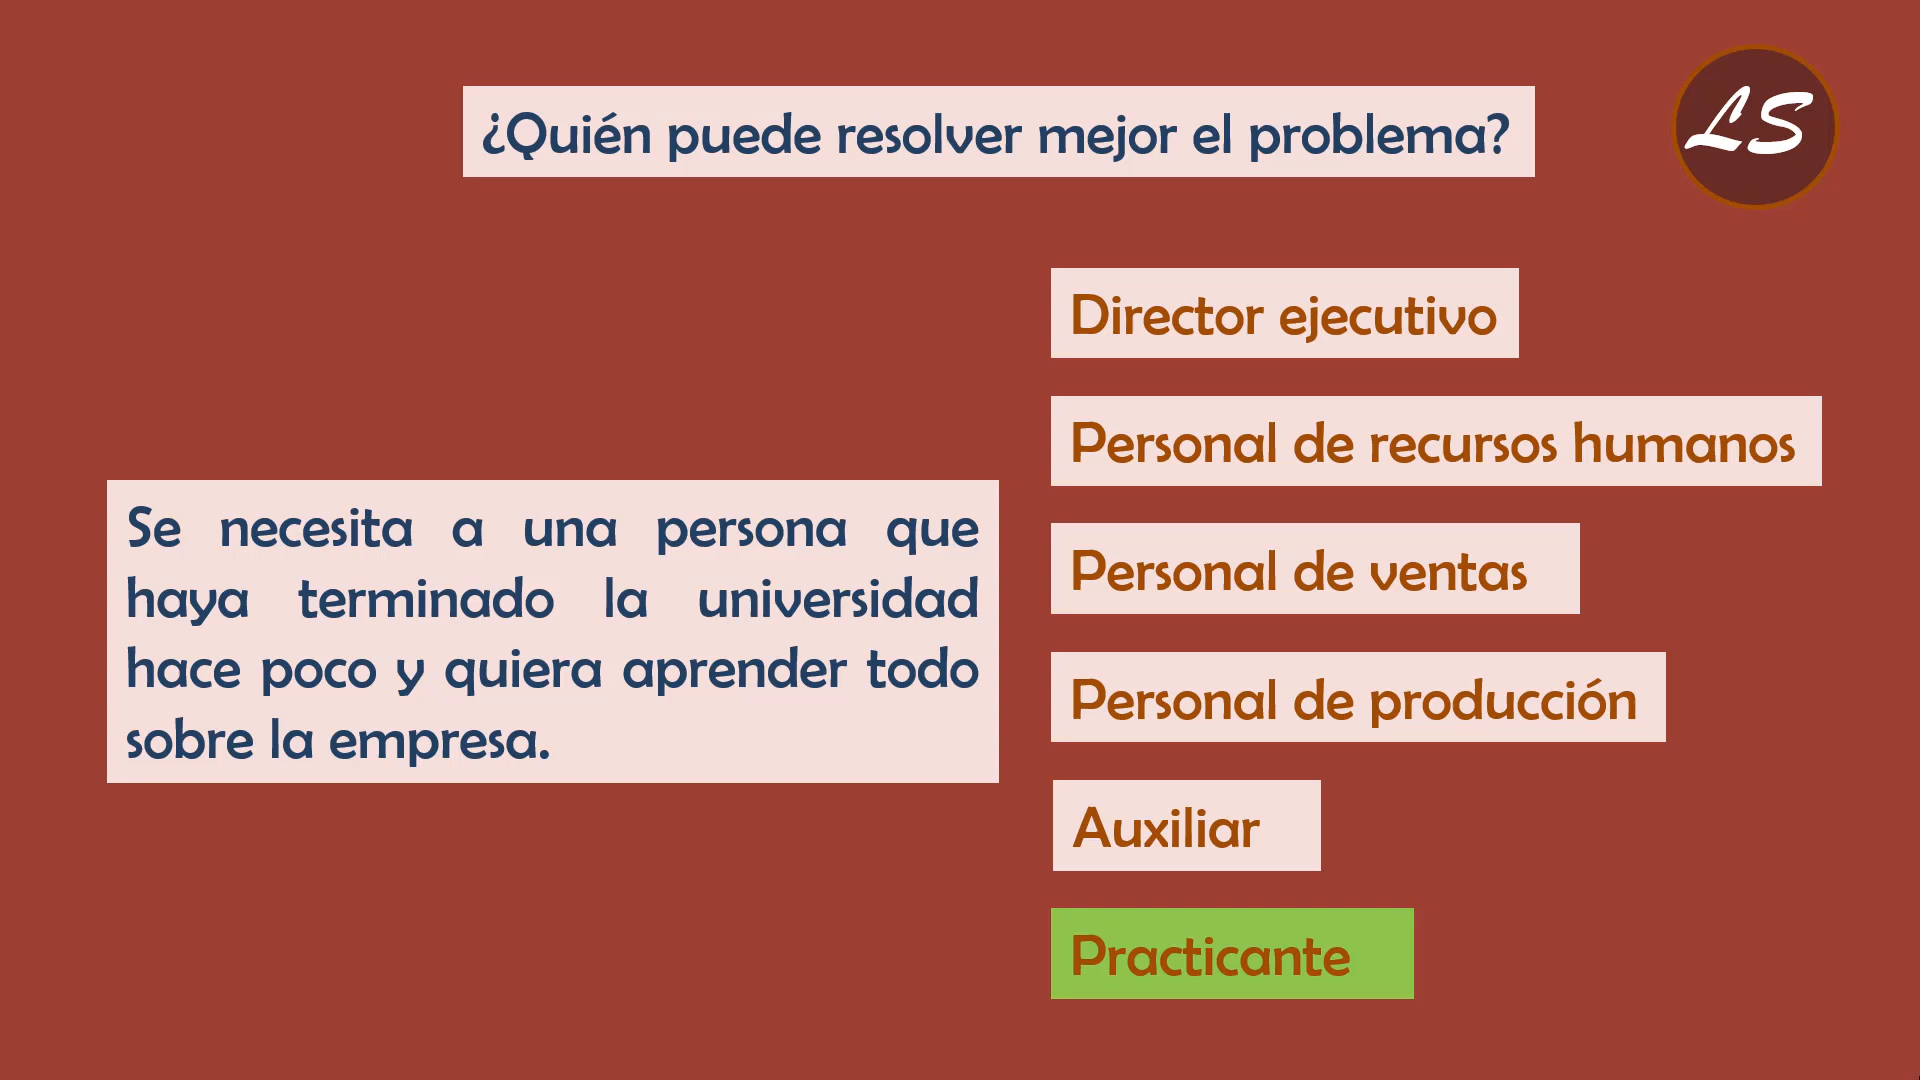 ¿Quién puede resolver mejor el problema?
LS
Se necesita a una persona que
haya terminado la universidad
hace poco y quiera aprender todo
sobre la empresa.
Director ejecutivo
Personal de recursos humanos
Personal de ventas
Personal de producción
Auxiliar
Practicante